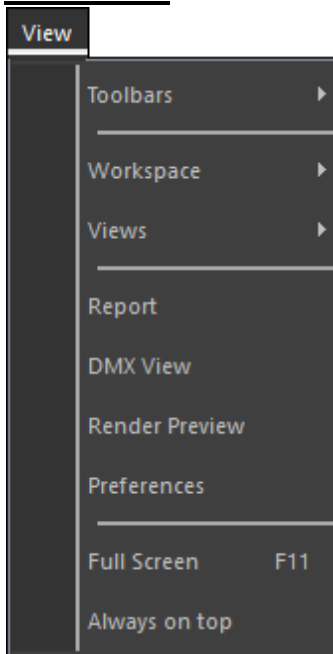 View
Toolbars
Workspace
Views
Report
DMX View
Render Preview
Preferences
Full Screen F11
Always on top